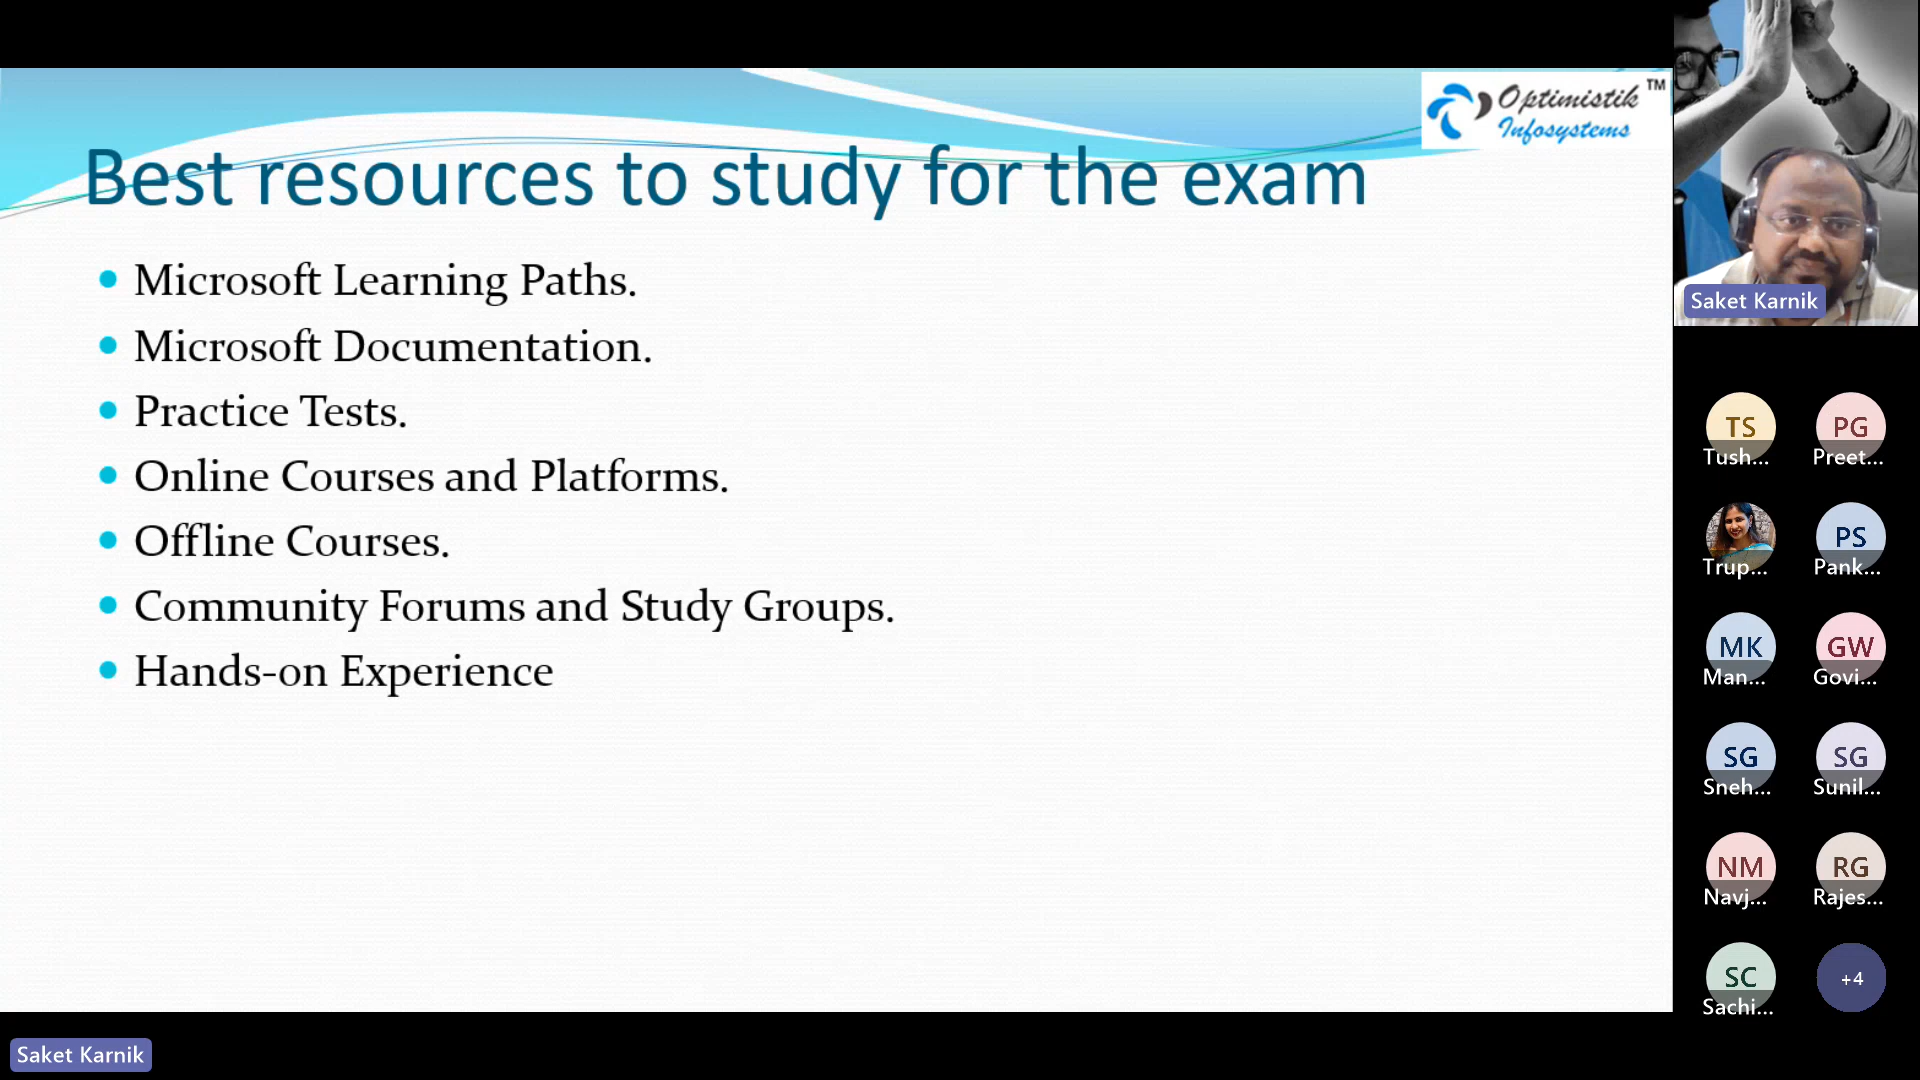 Optimistik TM
Infosystems
Best resources to study for the exam
Microsoft Learning Paths.
Microsoft Documentation.
Practice Tests.
Online Courses and Platforms.
Offline Courses.
Community Forums and Study Groups.
Hands-on Experience
Saket Karnik
TS PG
Tush... Preet...
Trup... PS
Pank...
MK GW
Man... Govi...
SG SG
Sneh... Sunil...
NM RG
Navj... Rajes...
SC +4
Sachi...
Saket Karnik